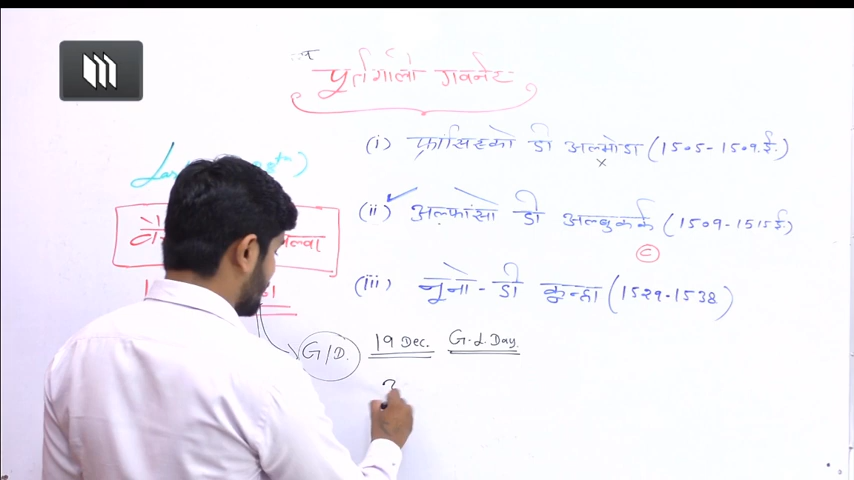 पुर्तगाली गवर्नर
(i) फ्रांसिस्को डी अल्मोडा (1505-1509 ई.)
x
(ii) अल्फांसो डी अल्बुकर्क (1509-1515 ई.)
C
(iii) नूनो-डी कून्हा (1529-1538)
G/D. 19 Dec. G.L.Day.